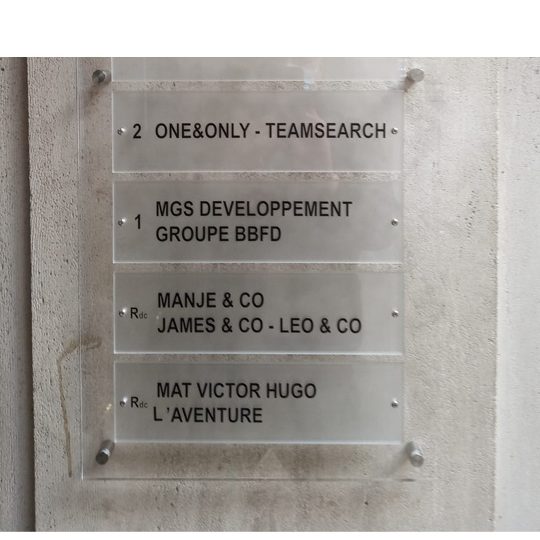 2 ONE&ONLY - TEAMSEARCH
1 MGS DEVELOPPEMENT
GROUPE BBFD
Rdc MANJE & CO
JAMES & CO - LEO & CO
Rdc MAT VICTOR HUGO
L'AVENTURE